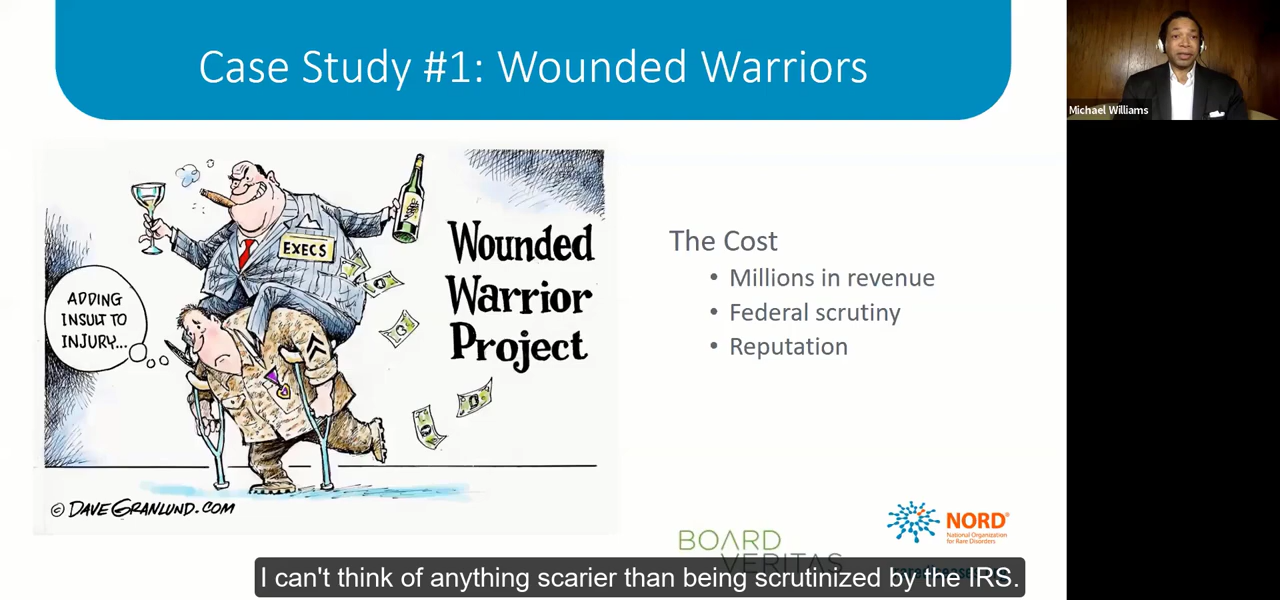 Case Study #1: Wounded Warriors
Michael Williams
EXECS
Wounded
Warrior
Project
ADDING
INSULT TO
INJURY...
© DAVEGRANLUND.COM
The Cost
• Millions in revenue
• Federal scrutiny
• Reputation
BOARD
VERITAS
NORD®
National Organization
for Rare Disorders
I can't think of anything scarier than being scrutinized by the IRS.